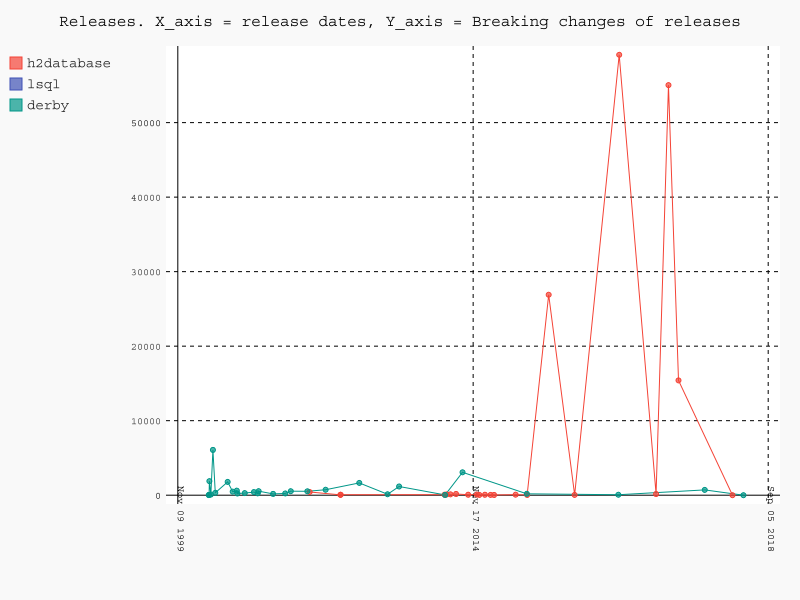 Releases. X_axis = release dates, Y_axis = Breaking changes of releases
h2database
lsql
derby
50000
40000
30000
20000
10000
0
Nov 09 1999
Nov 17 2014
Sep 05 2018